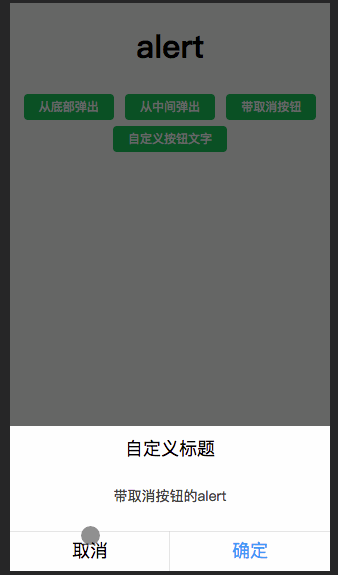 alert
从底部弹出 从中间弹出 带取消按钮
自定义按钮文字
自定义标题
带取消按钮的alert
取消 确定